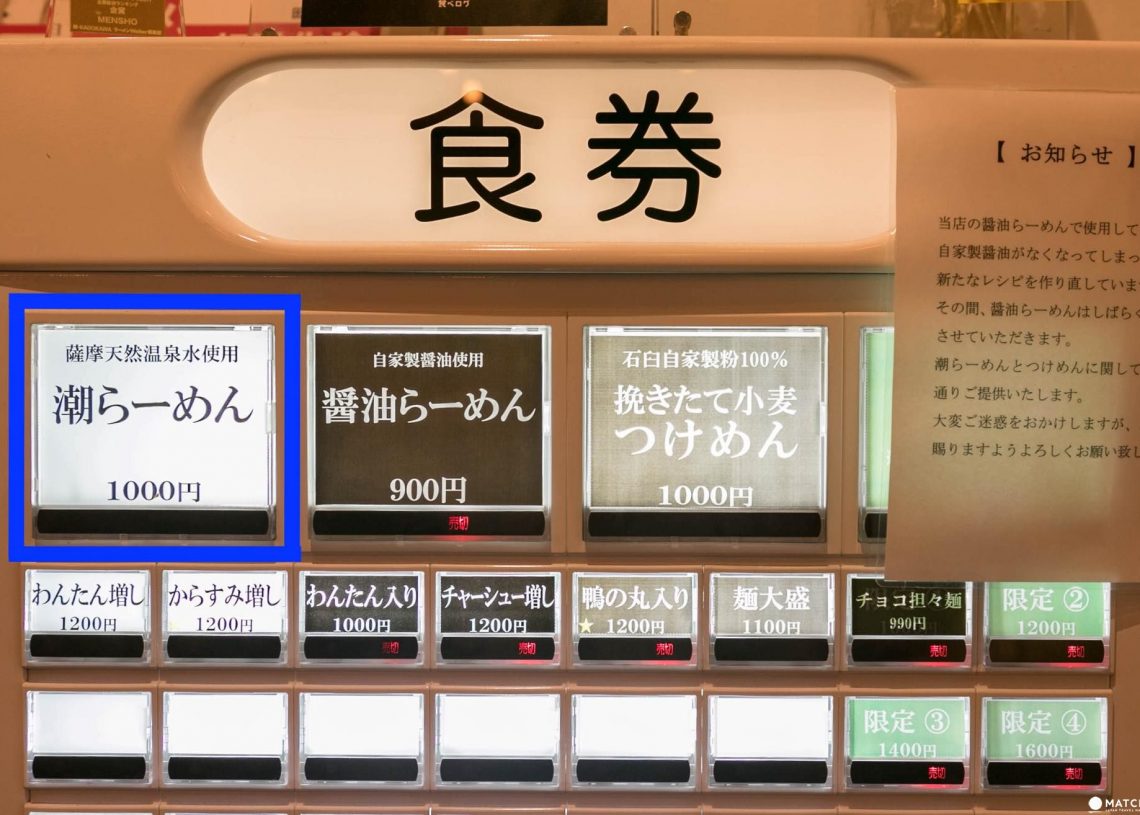 食べログ
MENSHO
食券
【 お知らせ 】
当店の醤油らーめんで使用して
自家製醤油がなくなってしまっ
新たなレシピを作り直していま
その間、醤油らーめんはしばらく
させていただきます。
潮らーめんとつけめんに関して
通りご提供いたします。
大変ご迷惑をおかけしますが、
賜りますようよろしくお願い致し
薩摩天然温泉水使用
潮らーめん
1000円
自家製醤油使用
醤油らーめん
900円
売切
石臼自家製粉100%
挽きたて小麦
つけめん
1000円
わんたん増し
1200円
からすみ増し
1200円
わんたん入り
1000円
売切
チャーシュー増し
1200円
売切
鴨の丸入り
★ 1200円
売切
麺大盛
1100円
チョコ担々麺
990円
売切
限定 ②
1200円
売切
限定 ③
1400円
売切
限定 ④
1600円
売切
MATC